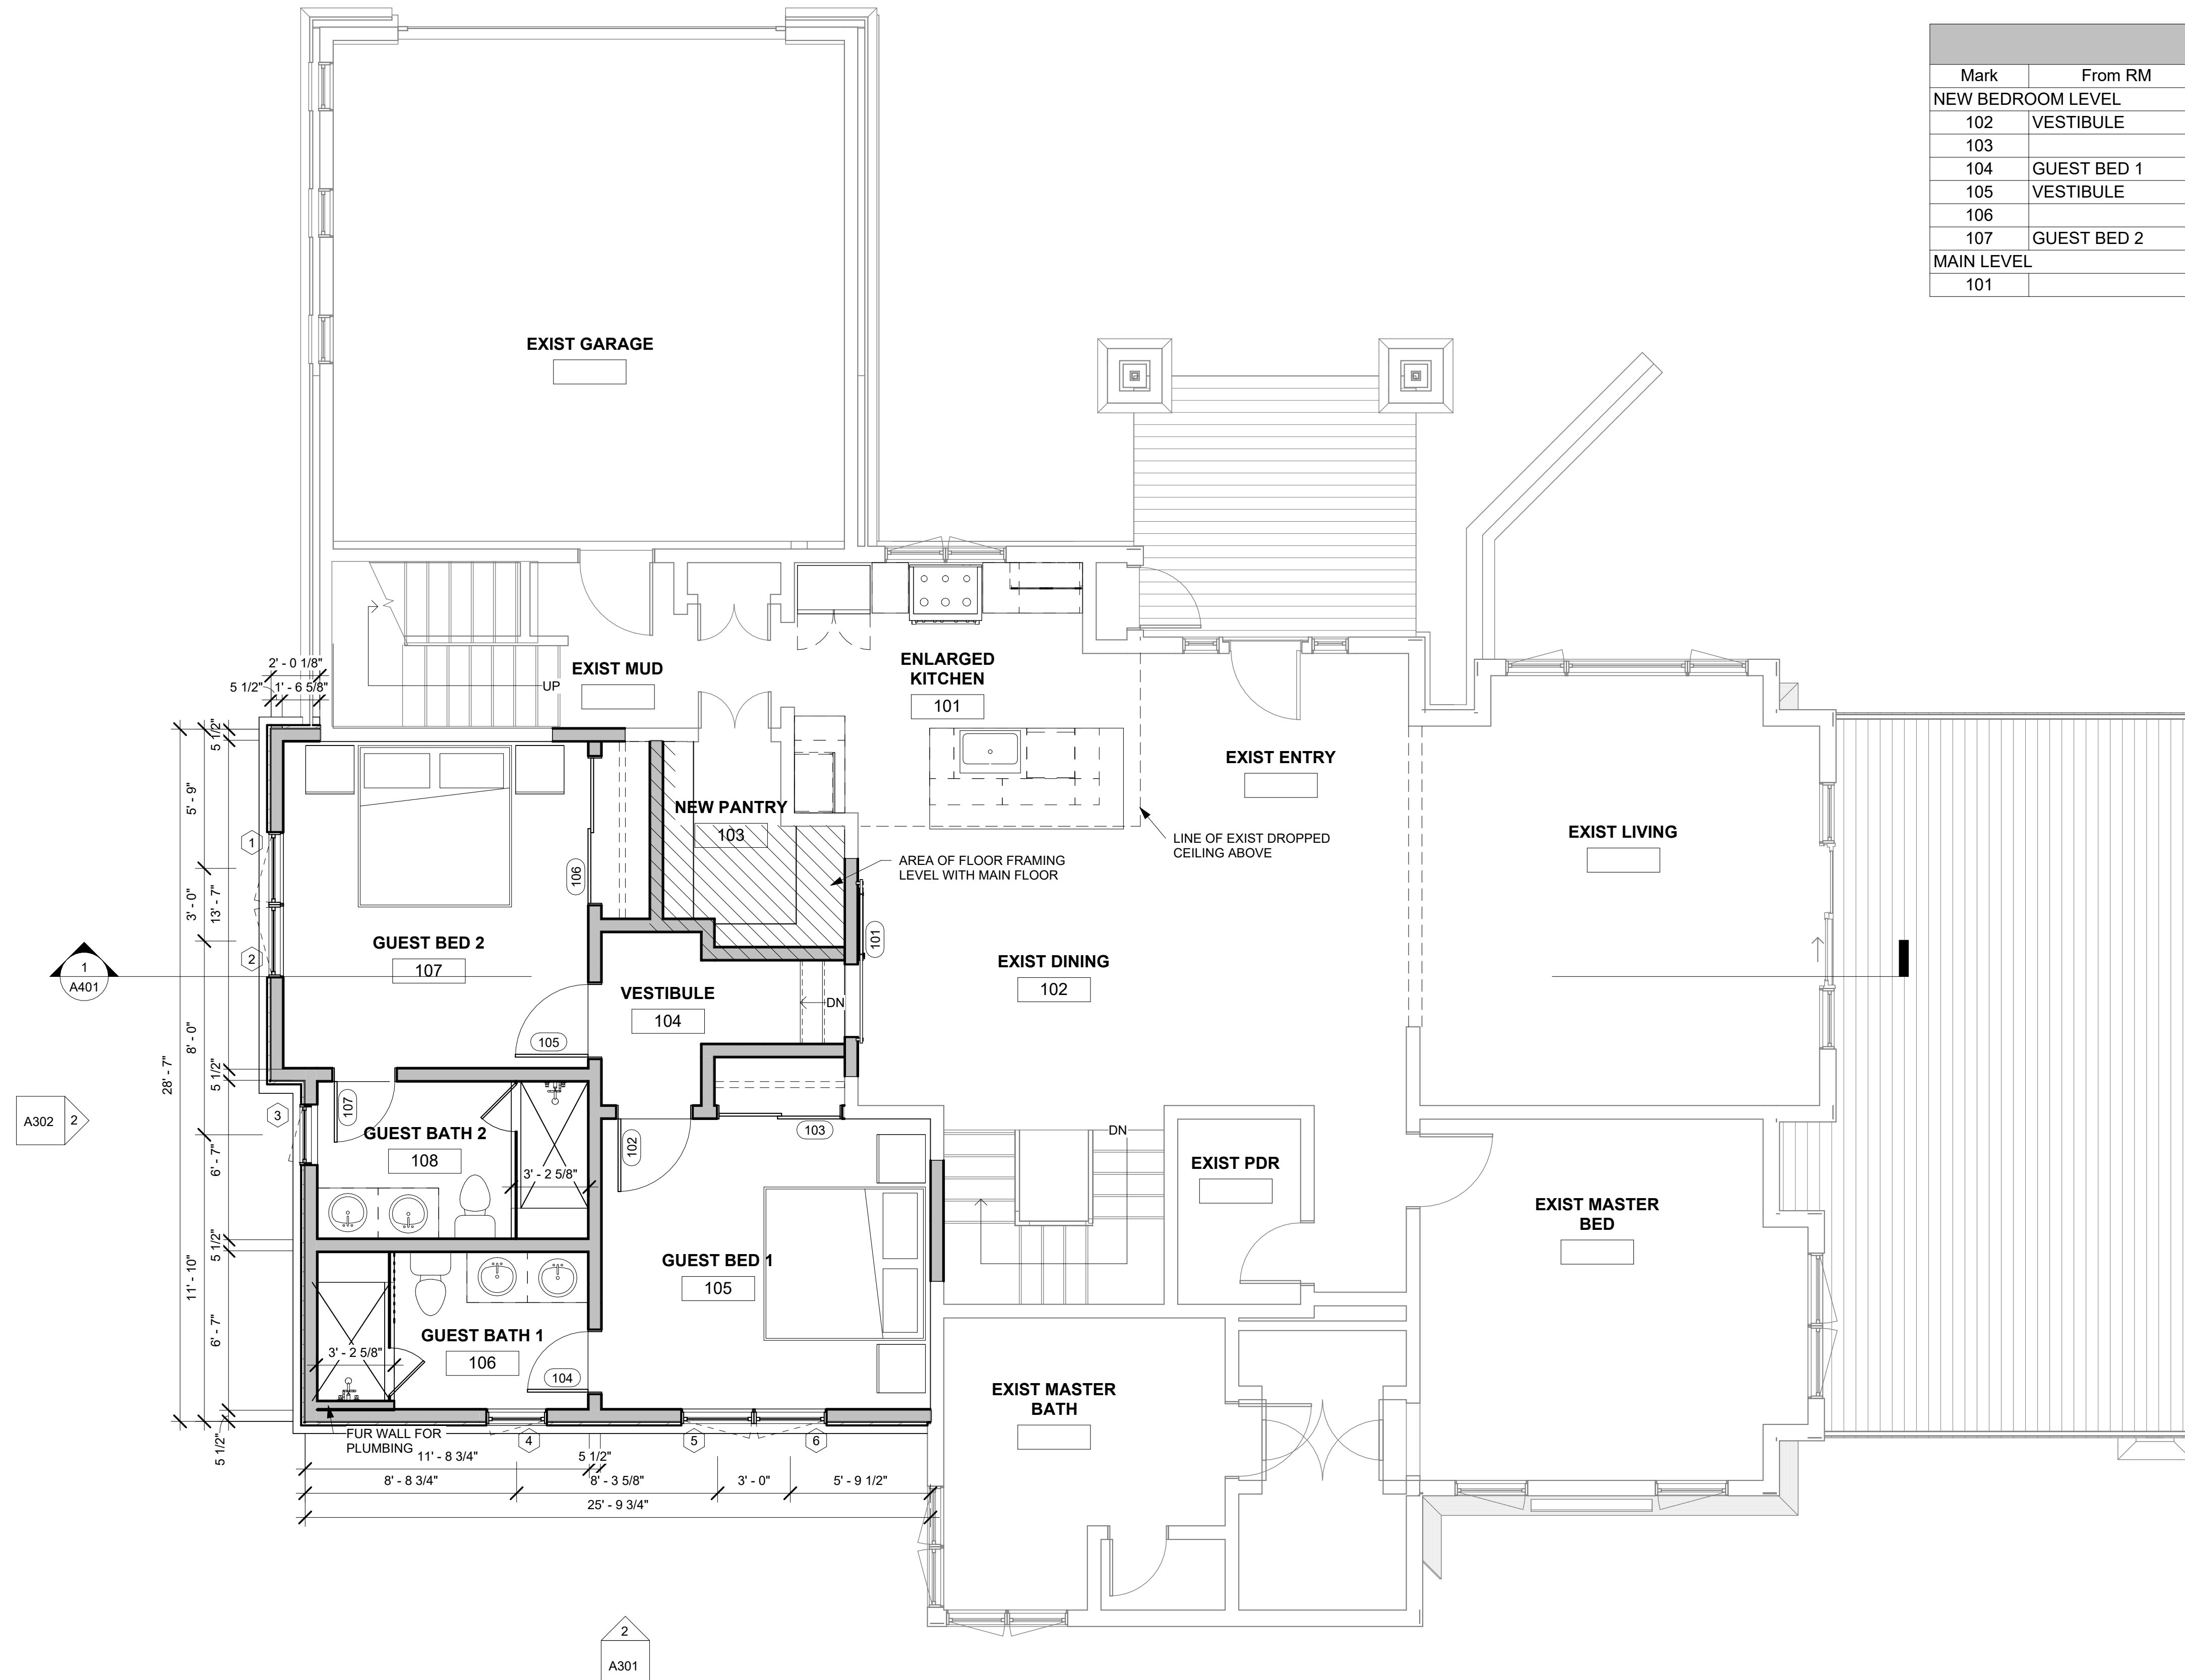 Mark From RM
NEW BEDROOM LEVEL
102 VESTIBULE
103
104 GUEST BED 1
105 VESTIBULE
106
107 GUEST BED 2
MAIN LEVEL
101
EXIST GARAGE
EXIST MUD
UP
ENLARGED
KITCHEN
101
EXIST ENTRY
EXIST LIVING
NEW PANTRY
103
LINE OF EXIST DROPPED
CEILING ABOVE
AREA OF FLOOR FRAMING
LEVEL WITH MAIN FLOOR
2' - 0 1/8"
5 1/2"
1' - 6 5/8"
5 1/2"
5' - 9"
3' - 0"
13' - 7"
8' - 0"
28' - 7"
5 1/2"
6' - 7"
5 1/2"
11' - 10"
6' - 7"
5 1/2"
1
2
3
106
101
GUEST BED 2
107
EXIST DINING
102
VESTIBULE
104
DN
1
A401
105
107
A302
2
GUEST BATH 2
108
3' - 2 5/8"
102
103
DN
EXIST PDR
EXIST MASTER
BED
GUEST BED 1
105
GUEST BATH 1
106
3' - 2 5/8"
104
EXIST MASTER
BATH
FUR WALL FOR
PLUMBING
4
5
6
11' - 8 3/4"
5 1/2"
8' - 8 3/4"
8' - 3 5/8"
3' - 0"
5' - 9 1/2"
25' - 9 3/4"
2
A301